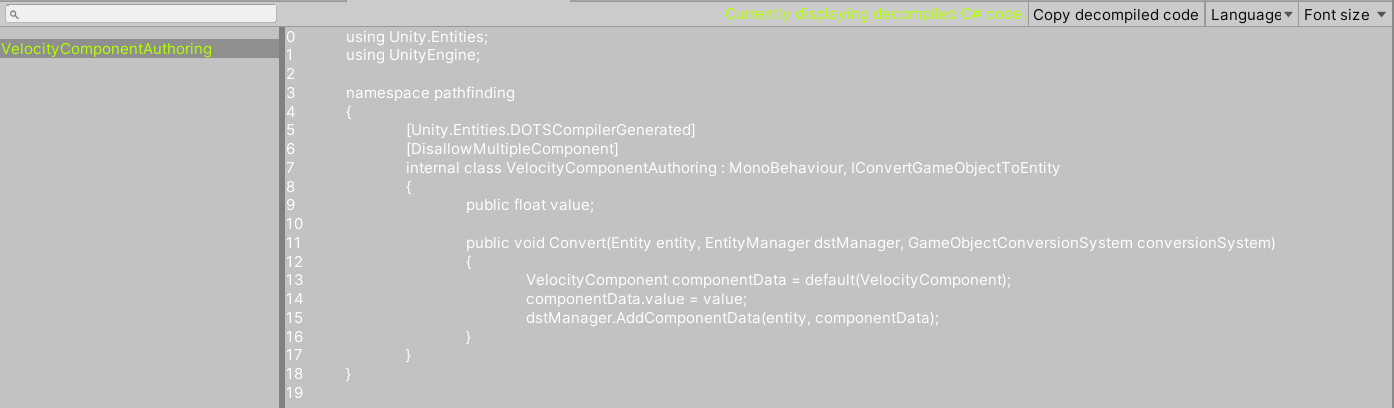 Currently displaying decompiled C# code.
Copy decompiled code
Language
Font size
VelocityComponentAuthoring
0 using Unity.Entities;
1 using UnityEngine;
2
3 namespace pathfinding
4 {
5 [Unity.Entities.DOTSCompilerGenerated]
6 [DisallowMultipleComponent]
7 internal class VelocityComponentAuthoring : MonoBehaviour, IConvertGameObjectToEntity
8 {
9 public float value;
10
11 public void Convert(Entity entity, EntityManager dstManager, GameObjectConversionSystem conversionSystem)
12 {
13 VelocityComponent componentData = default(VelocityComponent);
14 componentData.value = value;
15 dstManager.AddComponentData(entity, componentData);
16 }
17 }
18 }
19